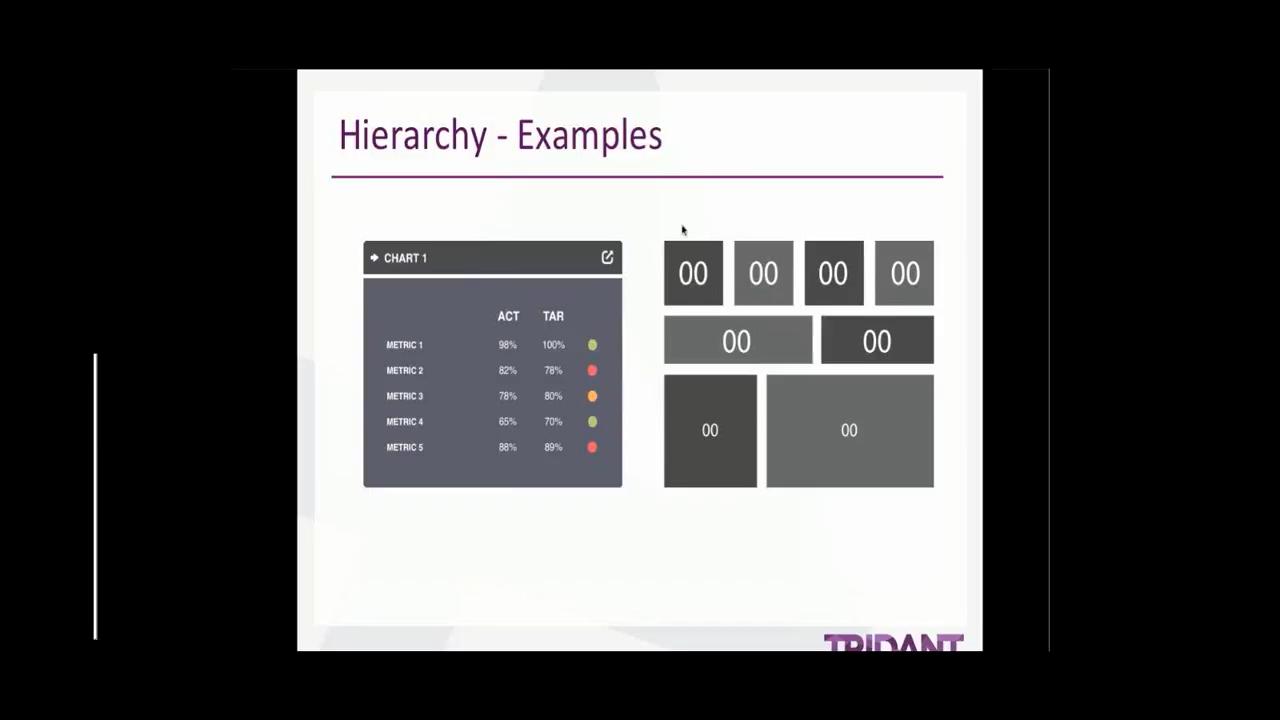 Hierarchy - Examples
CHART 1
ACT TAR
METRIC 1 98% 100%
METRIC 2 82% 78%
METRIC 3 78% 80%
METRIC 4 65% 70%
METRIC 5 88% 89%
00 00 00 00
00 00
00 00
TRIDANT